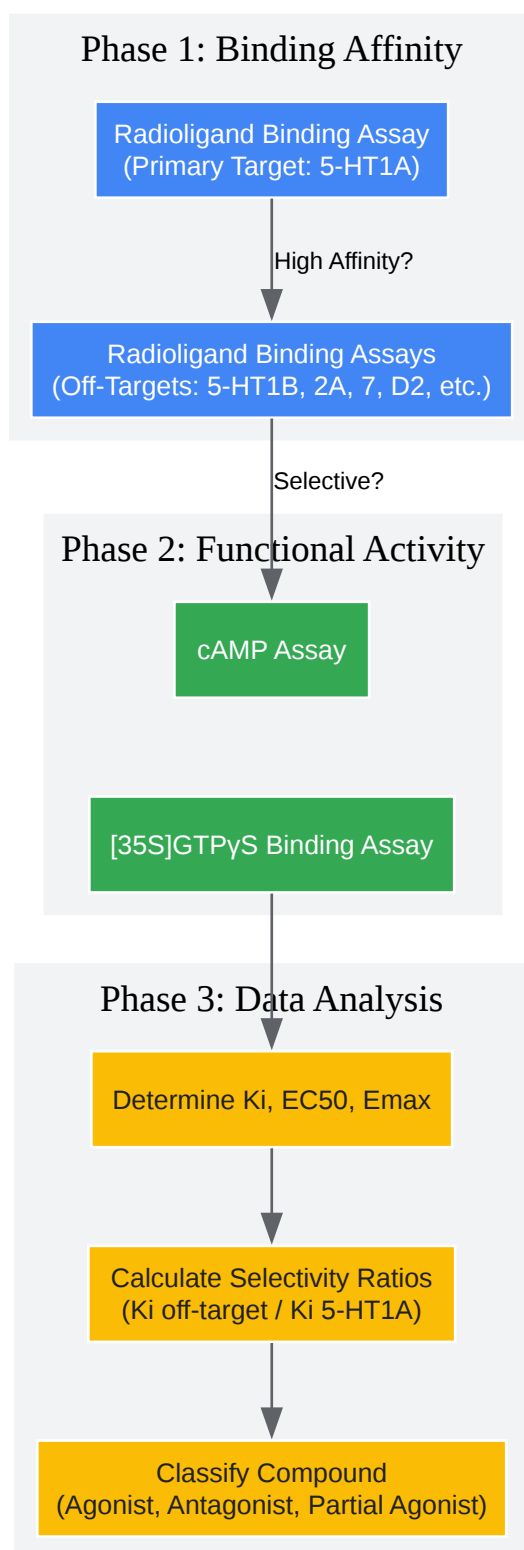 Phase 1: Binding Affinity
Radioligand Binding Assay
(Primary Target: 5-HT1A)
High Affinity?
Radioligand Binding Assays
(Off-Targets: 5-HT1B, 2A, 7, D2, etc.)
Selective?
Phase 2: Functional Activity
cAMP Assay
[35S]GTPγS Binding Assay
Phase 3: Data Analysis
Determine Ki, EC50, Emax
Calculate Selectivity Ratios
(Ki off-target / Ki 5-HT1A)
Classify Compound
(Agonist, Antagonist, Partial Agonist)